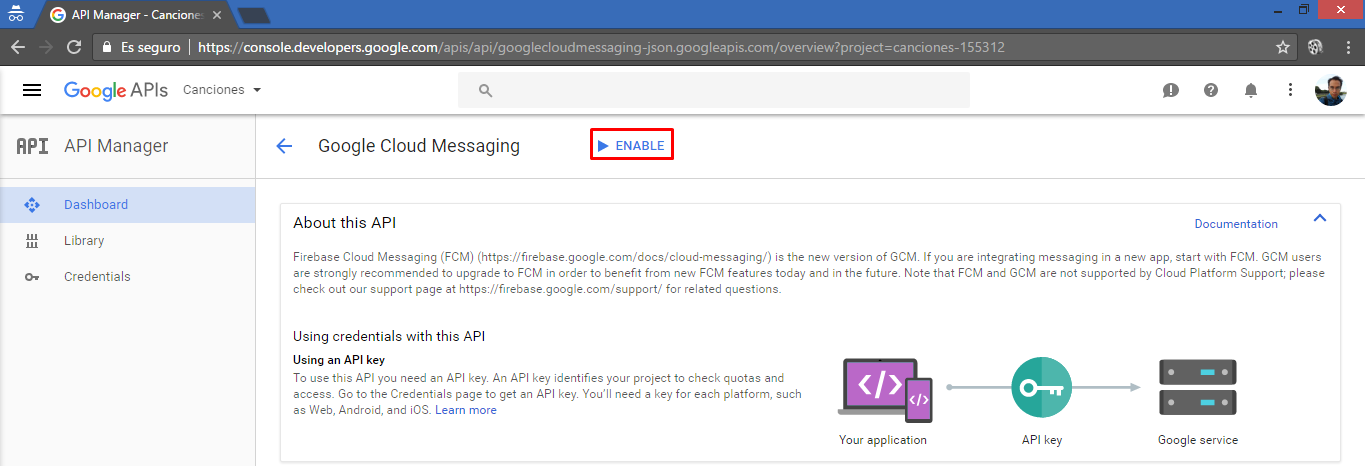 API Manager - Canciones
Es seguro
https://console.developers.google.com/apis/api/googlecloudmessaging-json.googleapis.com/overview?project=canciones-155312
Google APIs
Canciones
API
API Manager
Google Cloud Messaging
ENABLE
Dashboard
Library
Credentials
About this API
Documentation
Firebase Cloud Messaging (FCM) (https://firebase.google.com/docs/cloud-messaging/) is the new version of GCM. If you are integrating messaging in a new app, start with FCM. GCM users
are strongly recommended to upgrade to FCM in order to benefit from new FCM features today and in the future. Note that FCM and GCM are not supported by Cloud Platform Support; please
check out our support page at https://firebase.google.com/support/ for related questions.
Using credentials with this API
Using an API key
To use this API you need an API key. An API key identifies your project to check quotas and
access. Go to the Credentials page to get an API key. You'll need a key for each platform, such
as Web, Android, and iOS. Learn more
</>
</>
Your application
API key
Google service